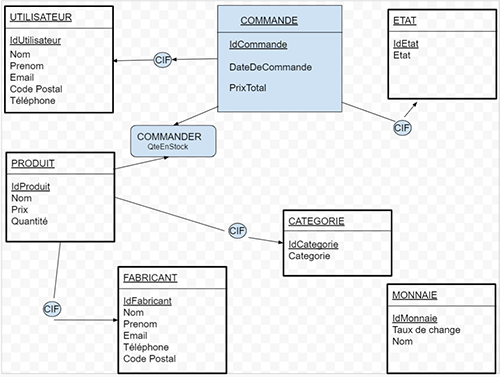 UTILISATEUR
IdUtilisateur
Nom
Prenom
Email
Code Postal
Téléphone
CIF
COMMANDE
IdCommande
DateDeCommande
PrixTotal
ETAT
IdEtat
Etat
CIF
COMMANDER
QteEnStock
PRODUIT
IdProduit
Nom
Prix
Quantité
CIF
CATEGORIE
IdCategorie
Categorie
CIF
FABRICANT
IdFabricant
Nom
Prenom
Email
Téléphone
Code Postal
MONNAIE
IdMonnaie
Taux de change
Nom